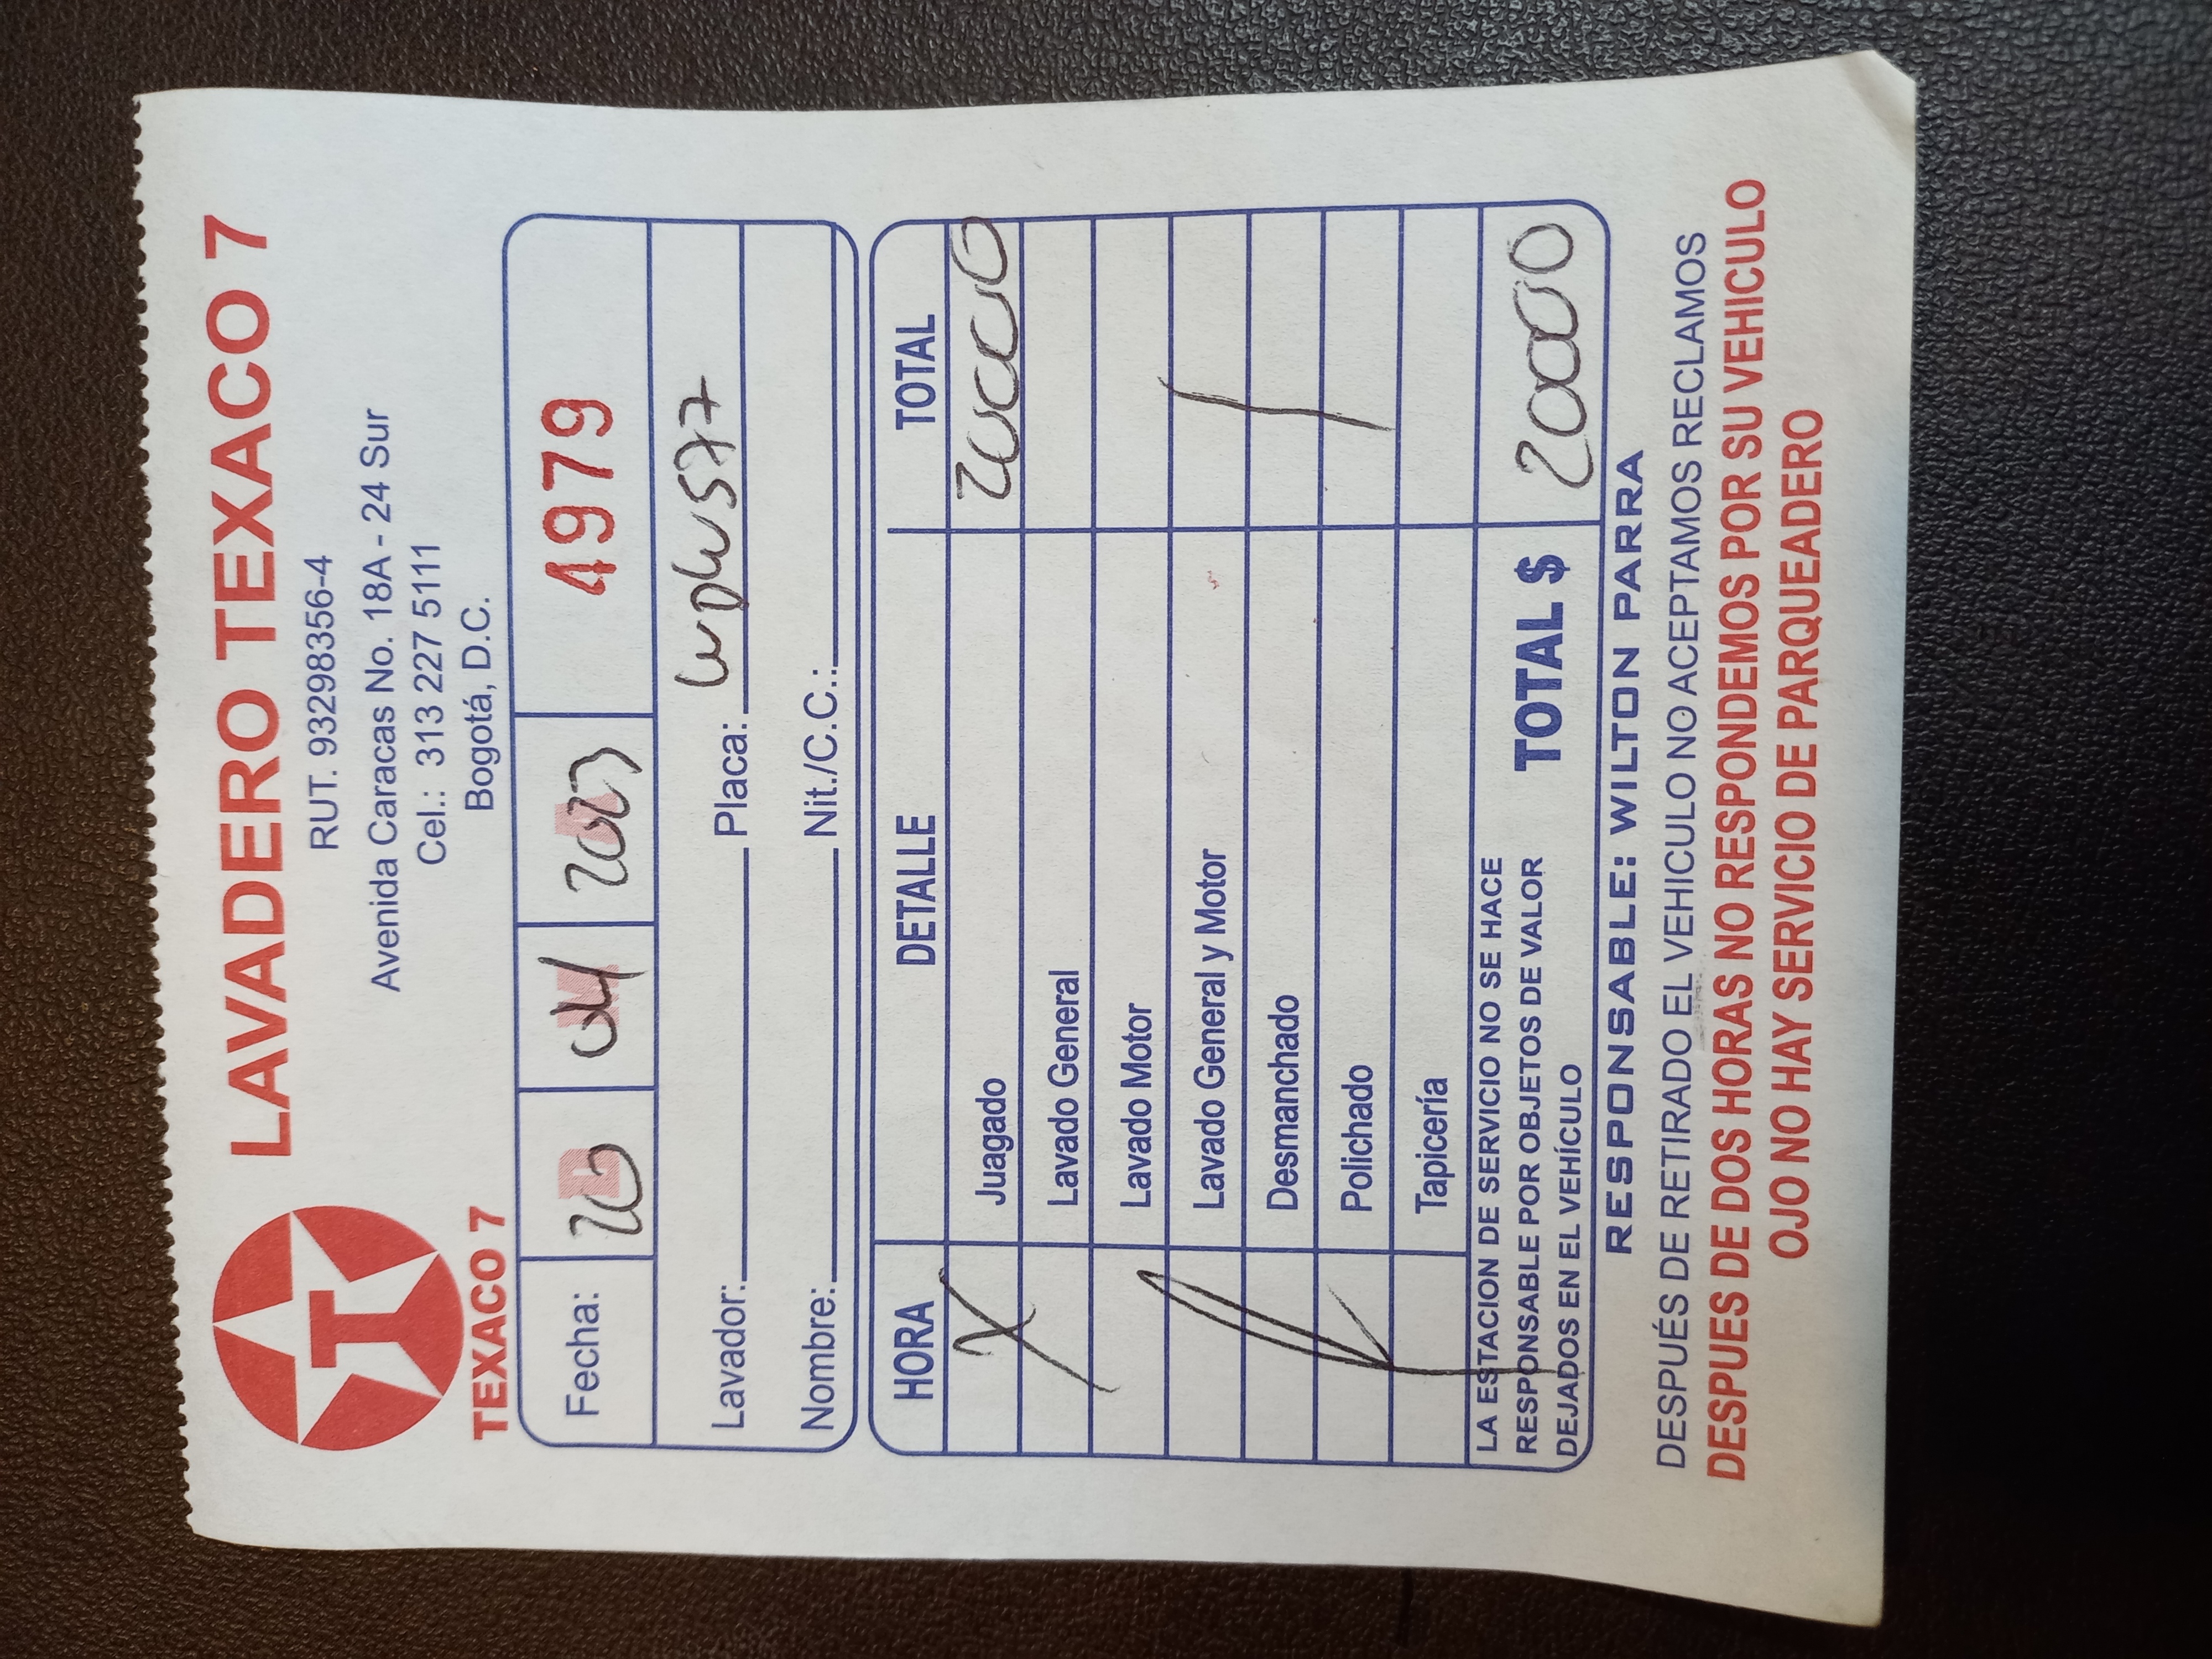 LAVADERO TEXACO 7
RUT. 93298356-4
Avenida Caracas No. 18A - 24 Sur
Cel.: 313 227 5111
Bogotá, D.C.
T
TEXACO 7
Fecha: 20 04 2023 4979
Lavador: Placa:
Nombre: Nit./C.C.:
HORA DETALLE TOTAL
X Juagado 20000
Lavado General
Lavado Motor
Lavado General y Motor
Desmanchado
Polichado
Tapicería
LA ESTACION DE SERVICIO NO SE HACE
RESPONSABLE POR OBJETOS DE VALOR
DEJADOS EN EL VEHÍCULO
TOTAL $ 20000
RESPONSABLE: WILTON PARRA
DESPUÉS DE RETIRADO EL VEHICULO NO ACEPTAMOS RECLAMOS
DESPUES DE DOS HORAS NO RESPONDEMOS POR SU VEHICULO
OJO NO HAY SERVICIO DE PARQUEADERO